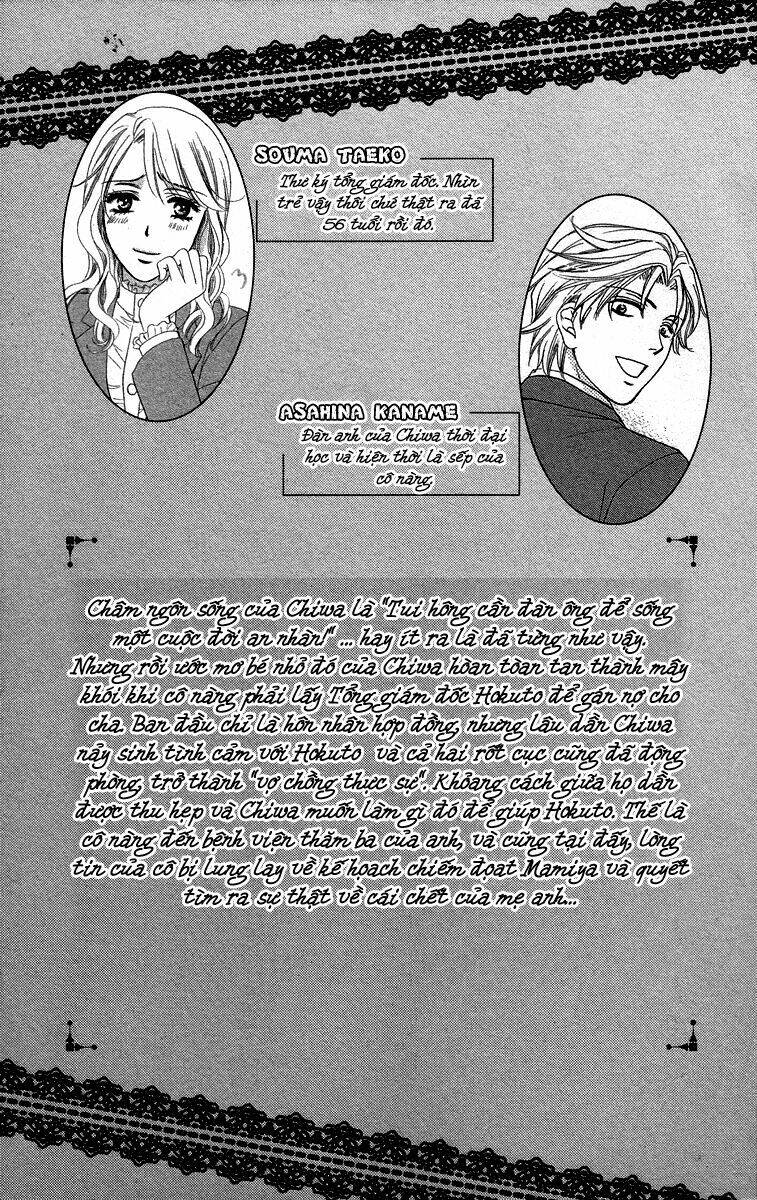 SOUMA TAEKO
Thư ký tổng giám đốc. Nhìn
trẻ vậy thôi chứ thật ra đã
56 tuổi rồi đó.
ASAHINA KANAME
Đàn anh của Chiwa thời đại
học và hiện thời là sếp của
cô nàng
Châm ngôn sống của Chiwa là "Tui hông cần đàn ông để sống
một cuộc đời an nhàn!" ... hay ít ra là đã từng như vậy.
Nhưng rồi ước mơ bé nhỏ đó của Chiwa hòan tòan tan thành mây
khói khi cô nàng phải lấy Tổng giám đốc Hokuto để gán nợ cho
cha. Ban đầu chỉ là hôn nhân hợp đồng, nhưng lâu dần Chiwa
nảy sinh tình cảm với Hokuto và cả hai rốt cục cũng đã động
phòng, trở thành "vợ chồng thực sự". Khỏang cách giữa họ dần
được thu hẹp và Chiwa muốn làm gì đó để giúp Hokuto. Thế là
cô nàng đến bệnh viện thăm ba của anh, và cũng tại đấy, lòng
tin của cô bị lung lay về kế họach chiếm đọat Mamiya và quyết
tìm ra sự thật về cái chết của mẹ anh...